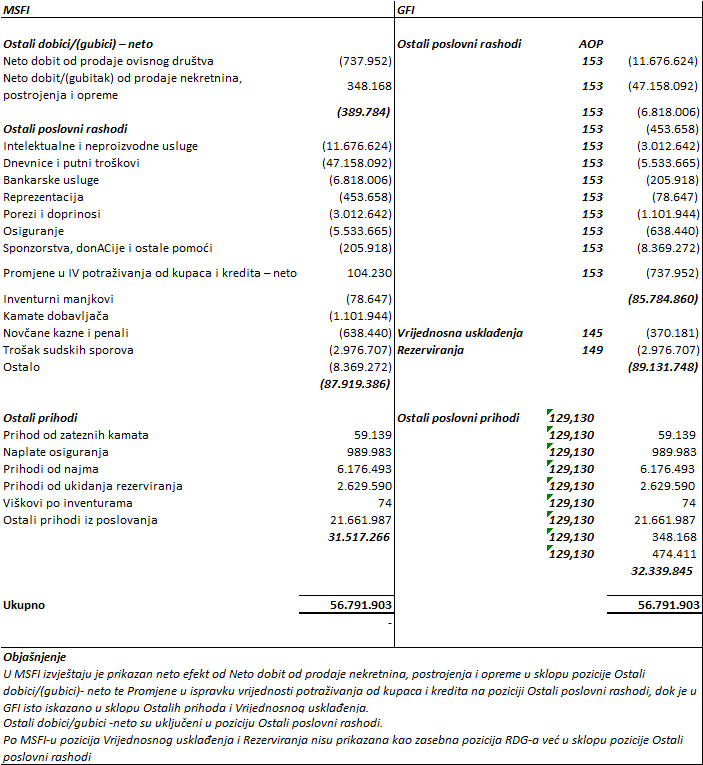 MSFI GFI
Ostali dobici/(gubici) – neto Ostali poslovni rashodi AOP
Neto dobit od prodaje ovisnog društva (737.952) 153 (11.676.624)
Neto dobit/(gubitak) od prodaje nekretnina,
postrojenja i opreme 348.168 153 (47.158.092)
(389.784) 153 (6.818.006)
Ostali poslovni rashodi 153 (453.658)
Intelektualne i neproizvodne usluge (11.676.624) 153 (3.012.642)
Dnevnice i putni troškovi (47.158.092) 153 (5.533.665)
Bankarske usluge (6.818.006) 153 (205.918)
Reprezentacija (453.658) 153 (78.647)
Porezi i doprinosi (3.012.642) 153 (1.101.944)
Osiguranje (5.533.665) 153 (638.440)
Sponzorstva, donACije i ostale pomoći (205.918) 153 (8.369.272)
Promjene u IV potraživanja od kupaca i kredita – neto 104.230 153 (737.952)
Inventurni manjkovi (78.647) (85.784.860)
Kamate dobavljača (1.101.944)
Novčane kazne i penali (638.440) Vrijednosna usklađenja 145 (370.181)
Trošak sudskih sporova (2.976.707) Rezerviranja 149 (2.976.707)
Ostalo (8.369.272) (89.131.748)
(87.919.386)
Ostali prihodi Ostali poslovni prihodi 129,130
Prihod od zateznih kamata 59.139 129,130 59.139
Naplate osiguranja 989.983 129,130 989.983
Prihodi od najma 6.176.493 129,130 6.176.493
Prihodi od ukidanja rezerviranja 2.629.590 129,130 2.629.590
Viškovi po inventurama 74 129,130 74
Ostali prihodi iz poslovanja 21.661.987 129,130 21.661.987
31.517.266 129,130 348.168
129,130 474.411
32.339.845
Ukupno 56.791.903 56.791.903
-
Objašnjenje
U MSFI izvještaju je prikazan neto efekt od Neto dobit od prodaje nekretnina, postrojenja i opreme u sklopu pozicije Ostali
dobici/(gubici)- neto te Promjene u ispravku vrijednosti potraživanja od kupaca i kredita na poziciji Ostali poslovni rashodi, dok je u
GFI isto iskazano u sklopu Ostalih prihoda i Vrijednosnog usklađenja.
Ostali dobici/gubici -neto su uključeni u poziciju Ostali poslovni rashodi.
Po MSFI-u pozicija Vrijednosnog usklađenja i Rezerviranja nisu prikazana kao zasebna pozicija RDG-a već u sklopu pozicije Ostali
poslovni rashodi